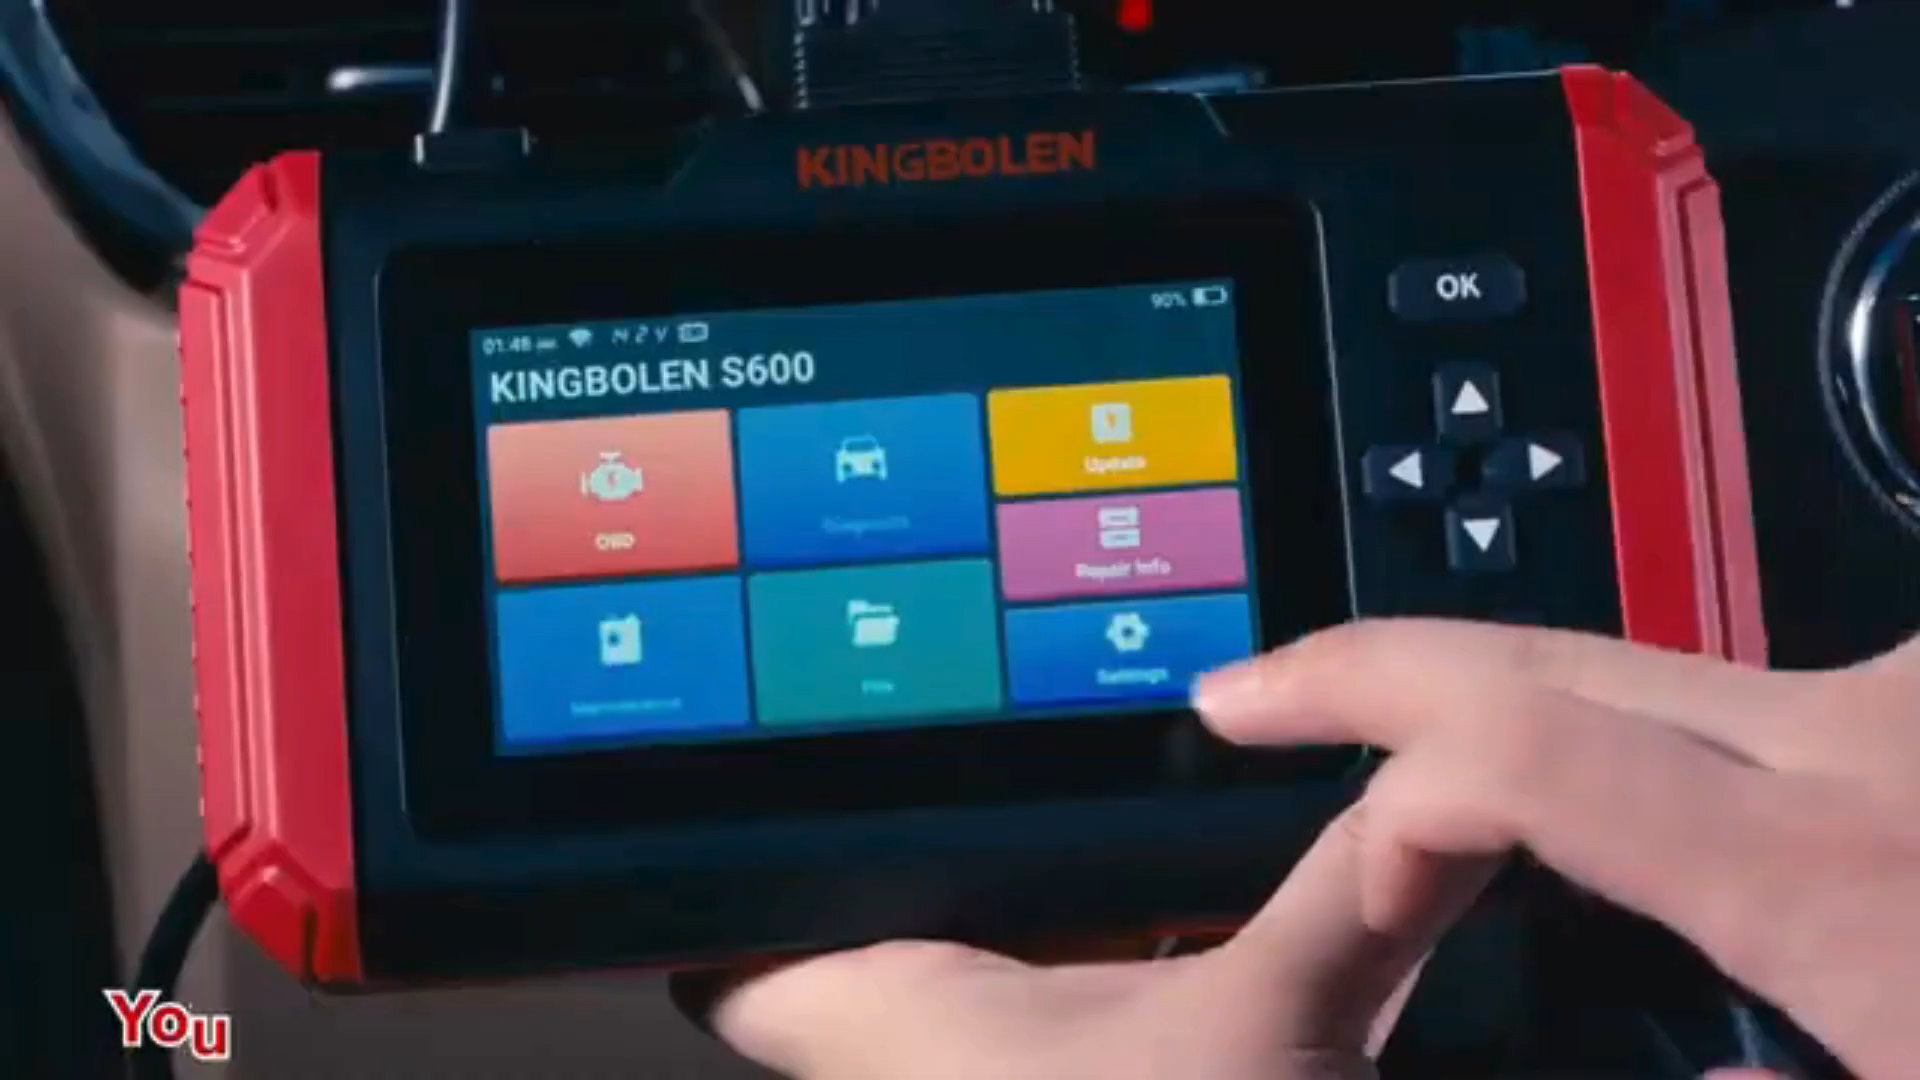 KINGBOLEN
OK
90%
01:48
KINGBOLEN S600
OBD
Update
Repair Info
Settings
You